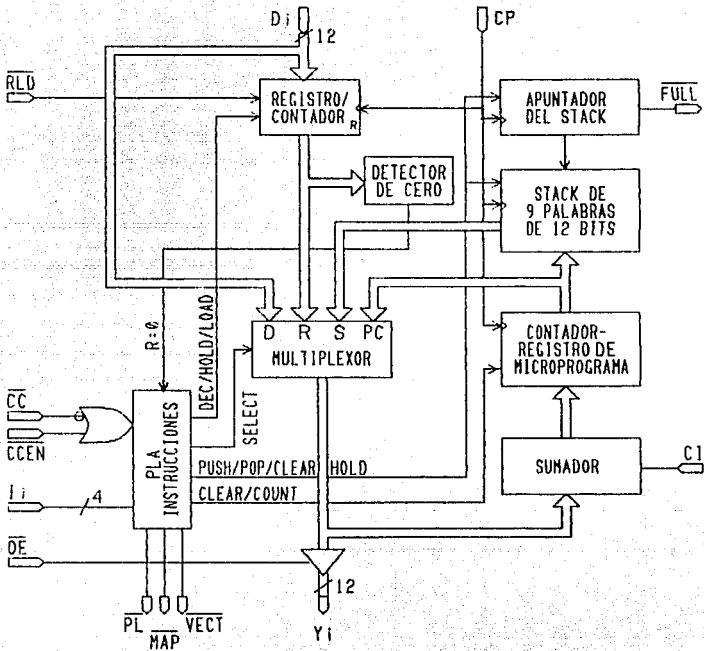 Di
CP
12
RLD
REGISTRO/
CONTADOR
R
APUNTADOR
DEL STACK
FULL
DETECTOR
DE CERO
STACK DE
9 PALABRAS
DE 12 BITS
D R S PC
MULTIPLEXOR
CONTADOR-
REGISTRO DE
MICROPROGRAMA
R=0
DEC/HOLD/LOAD
SELECT
CC
CCEN
PLA
INSTRUCCIONES
PUSH/POP/CLEAR HOLD
CLEAR/COUNT
SUMADOR
CI
Ii
4
OE
12
PL
MAP
VECT
Yi